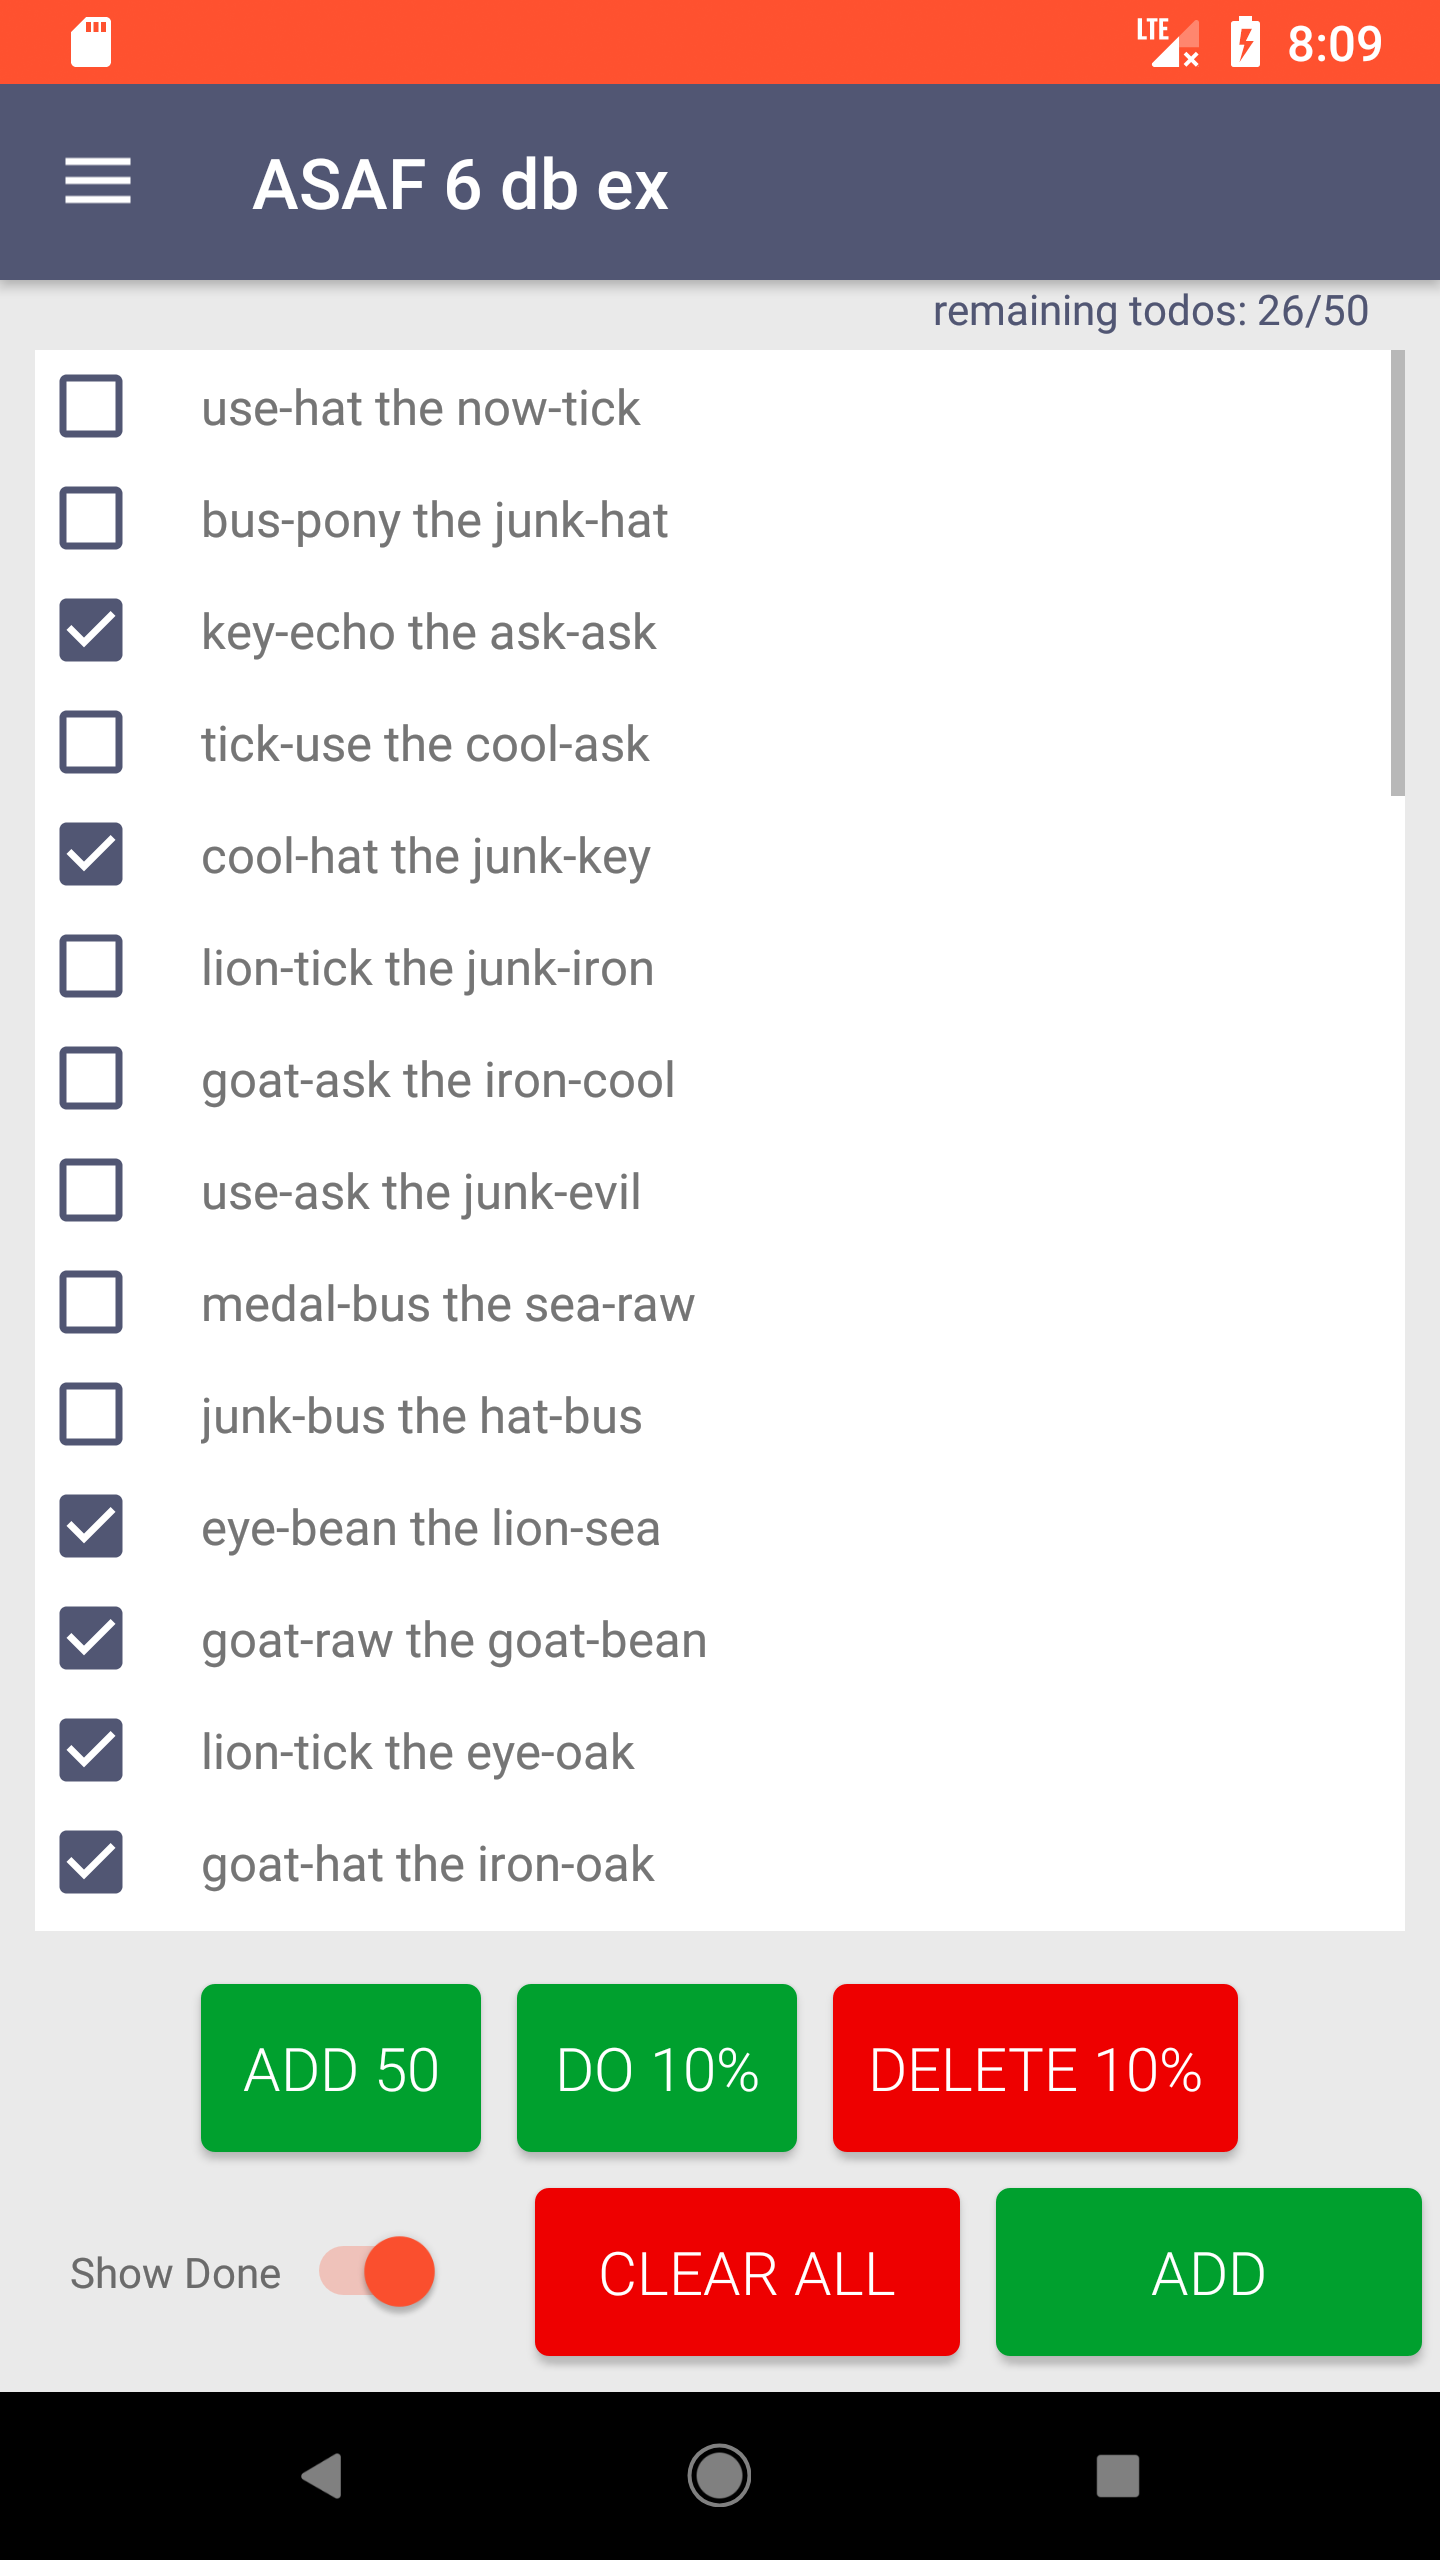 LTE 8:09
ASAF 6 db ex
remaining todos: 26/50
use-hat the now-tick
bus-pony the junk-hat
key-echo the ask-ask
tick-use the cool-ask
cool-hat the junk-key
lion-tick the junk-iron
goat-ask the iron-cool
use-ask the junk-evil
medal-bus the sea-raw
junk-bus the hat-bus
eye-bean the lion-sea
goat-raw the goat-bean
lion-tick the eye-oak
goat-hat the iron-oak
ADD 50 DO 10% DELETE 10%
Show Done CLEAR ALL ADD